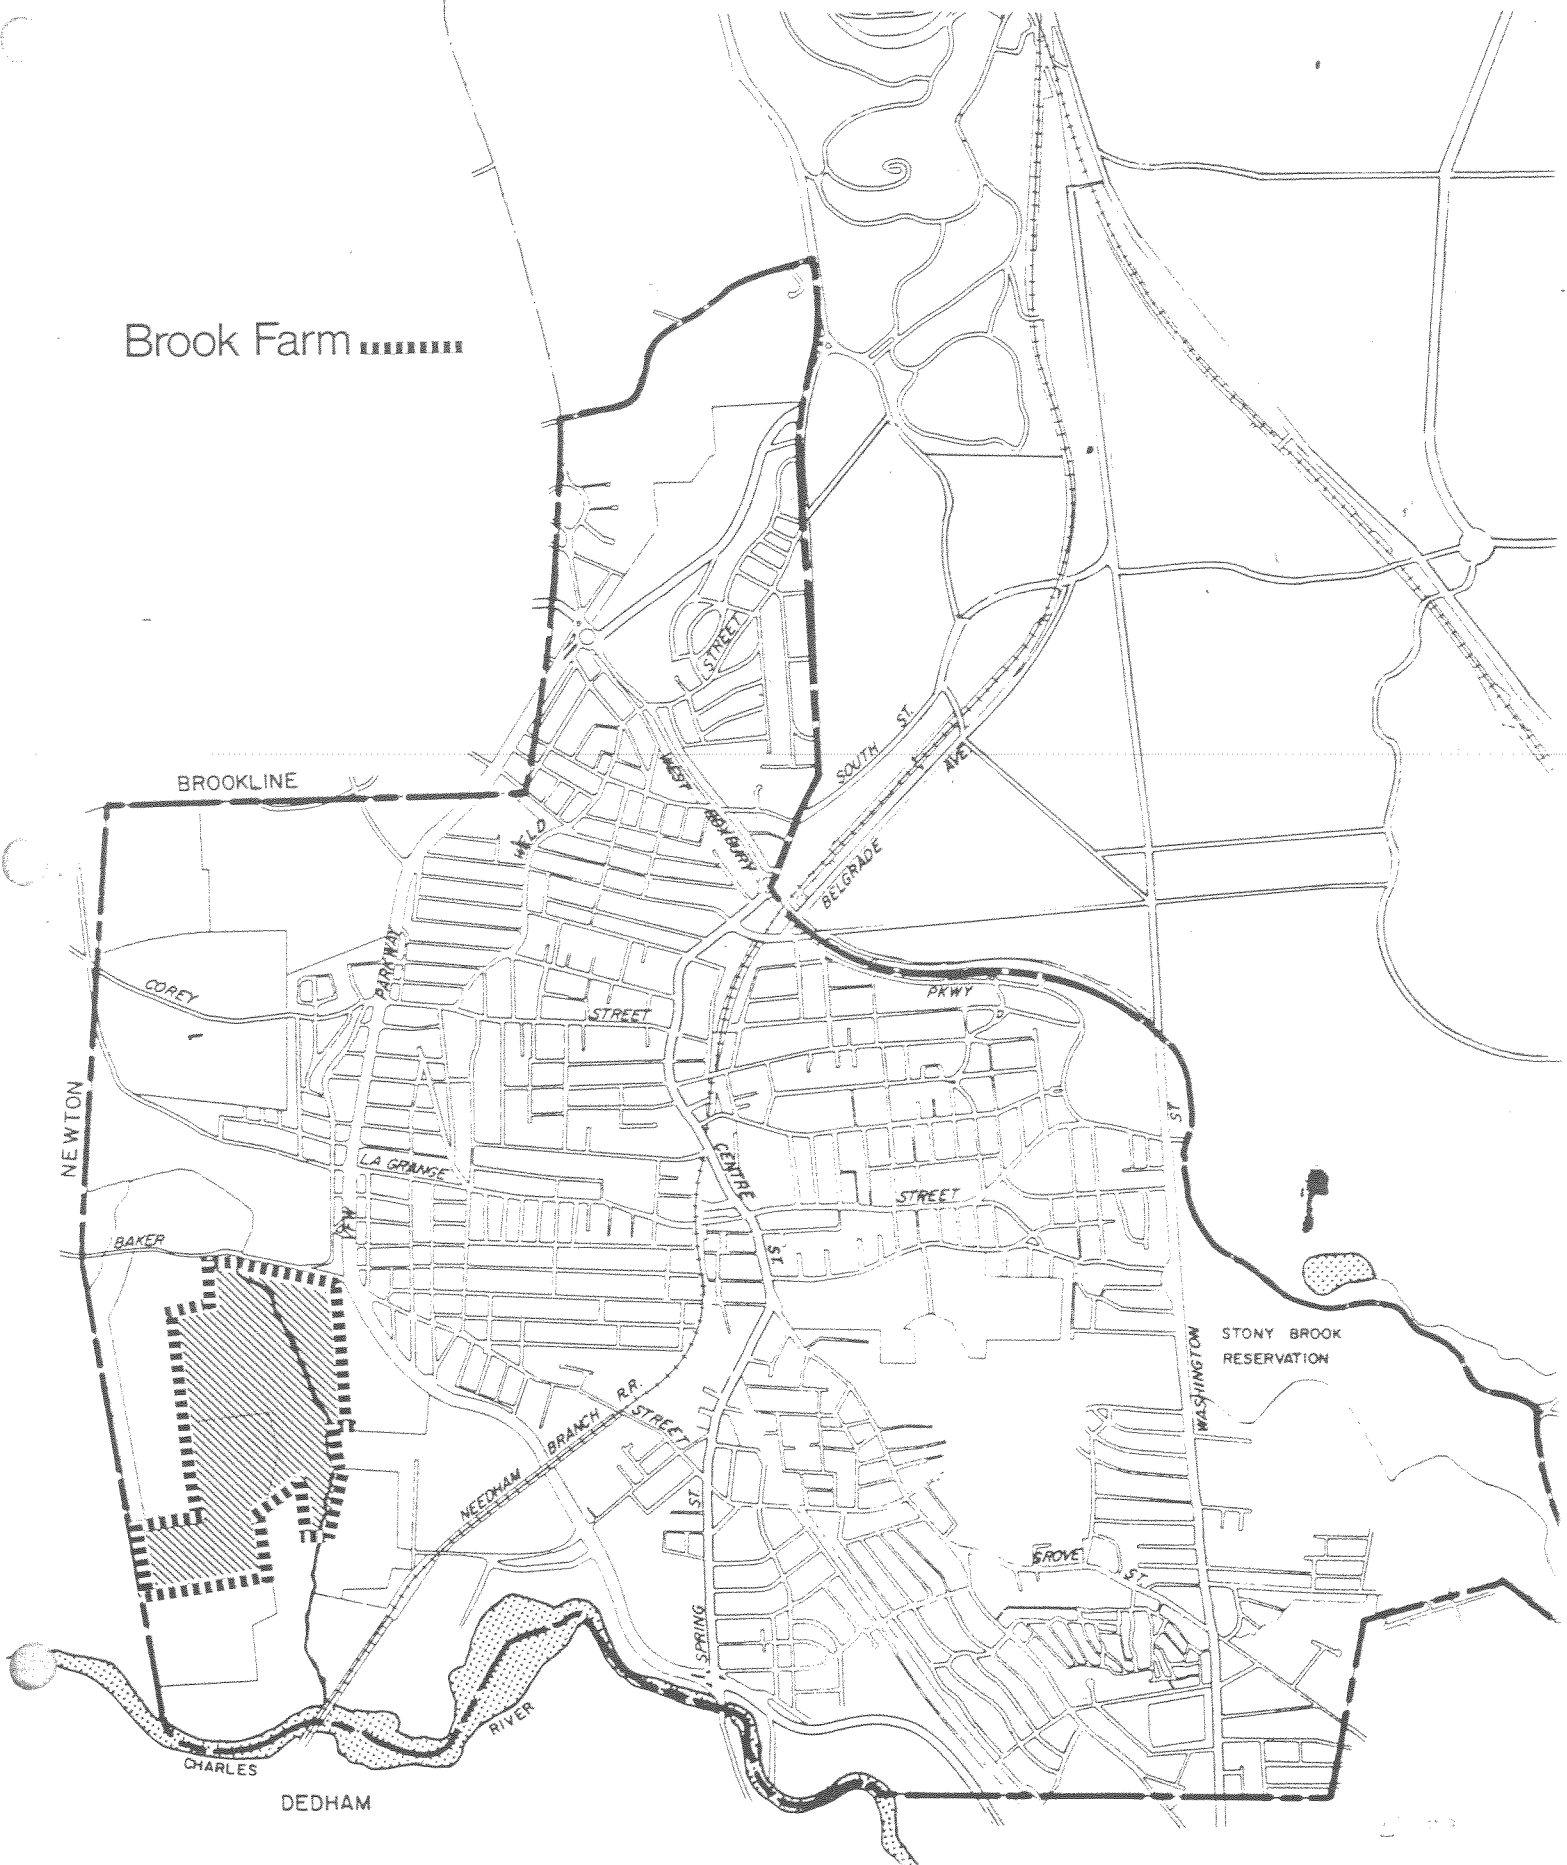 Brook Farm
STREET
SOUTH ST.
WEST ROXBURY
BROOKLINE
AVE
WELD
BELGRADE
PARKWAY
COREY
PKWY
STREET
NEWTON
ST
CENTRE
LA GRANGE
STREET
VFW
BAKER
ST
STONY BROOK
RESERVATION
WASHINGTON
R.R.
STREET
BRANCH
NEEDHAM
ST
GROVE
ST.
SPRING
RIVER
CHARLES
DEDHAM